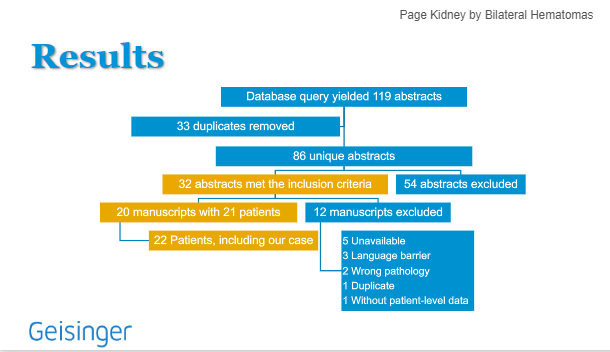 Page Kidney by Bilateral Hematomas
Results
Database query yielded 119 abstracts
33 duplicates removed
86 unique abstracts
32 abstracts met the inclusion criteria
54 abstracts excluded
20 manuscripts with 21 patients
12 manuscripts excluded
22 Patients, including our case
5 Unavailable
3 Language barrier
2 Wrong pathology
1 Duplicate
1 Without patient-level data
Geisinger